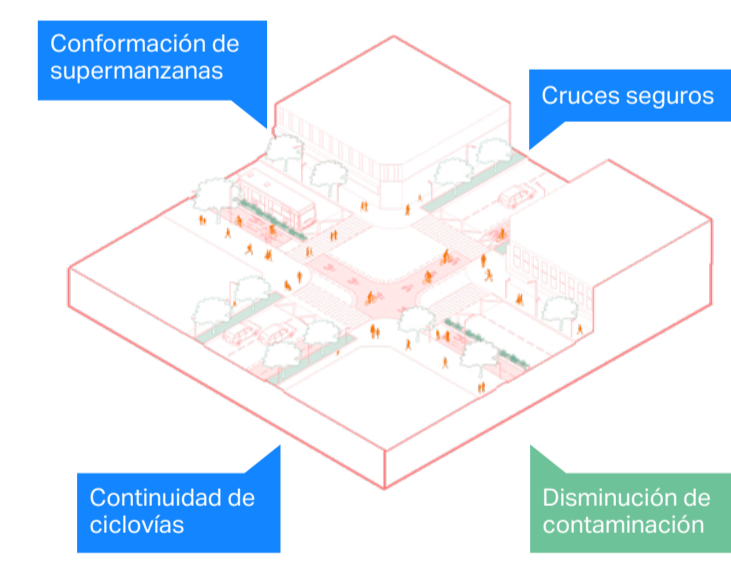 Conformación de
supermanzanas
Cruces seguros
Continuidad de
ciclovías
Disminución de
contaminación